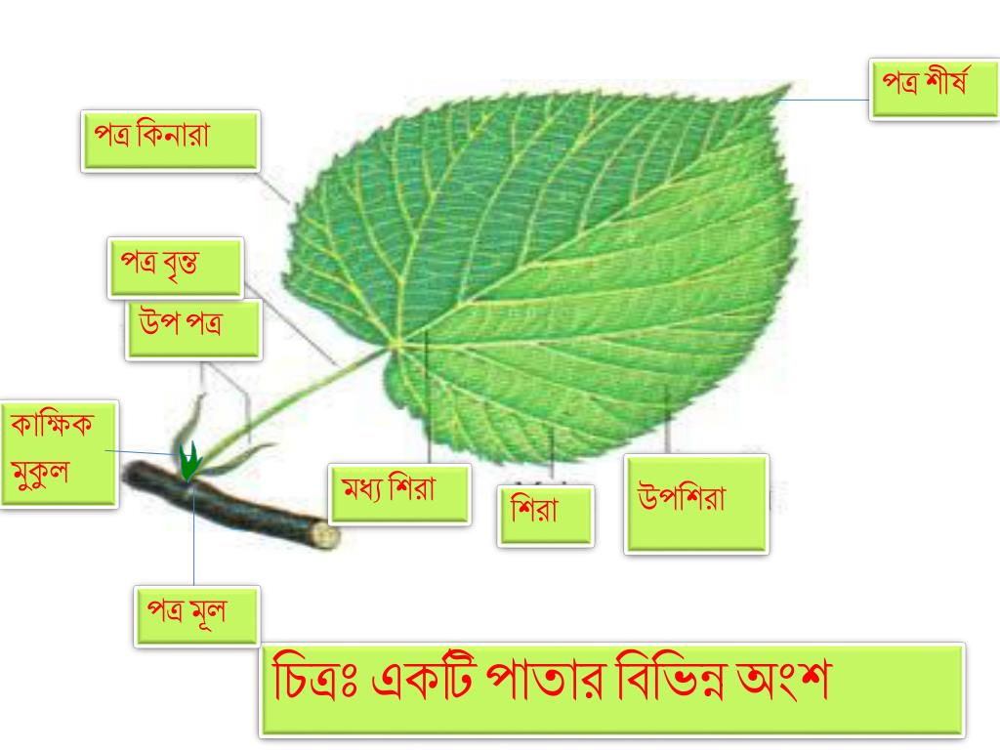 পত্র শীর্ষ
পত্র কিনারা
পত্র বৃন্ত
উপ পত্র
কাক্ষিক
মুকুল
মধ্য শিরা
শিরা
উপশিরা
পত্র মূল
চিত্রঃ একটি পাতার বিভিন্ন অংশ